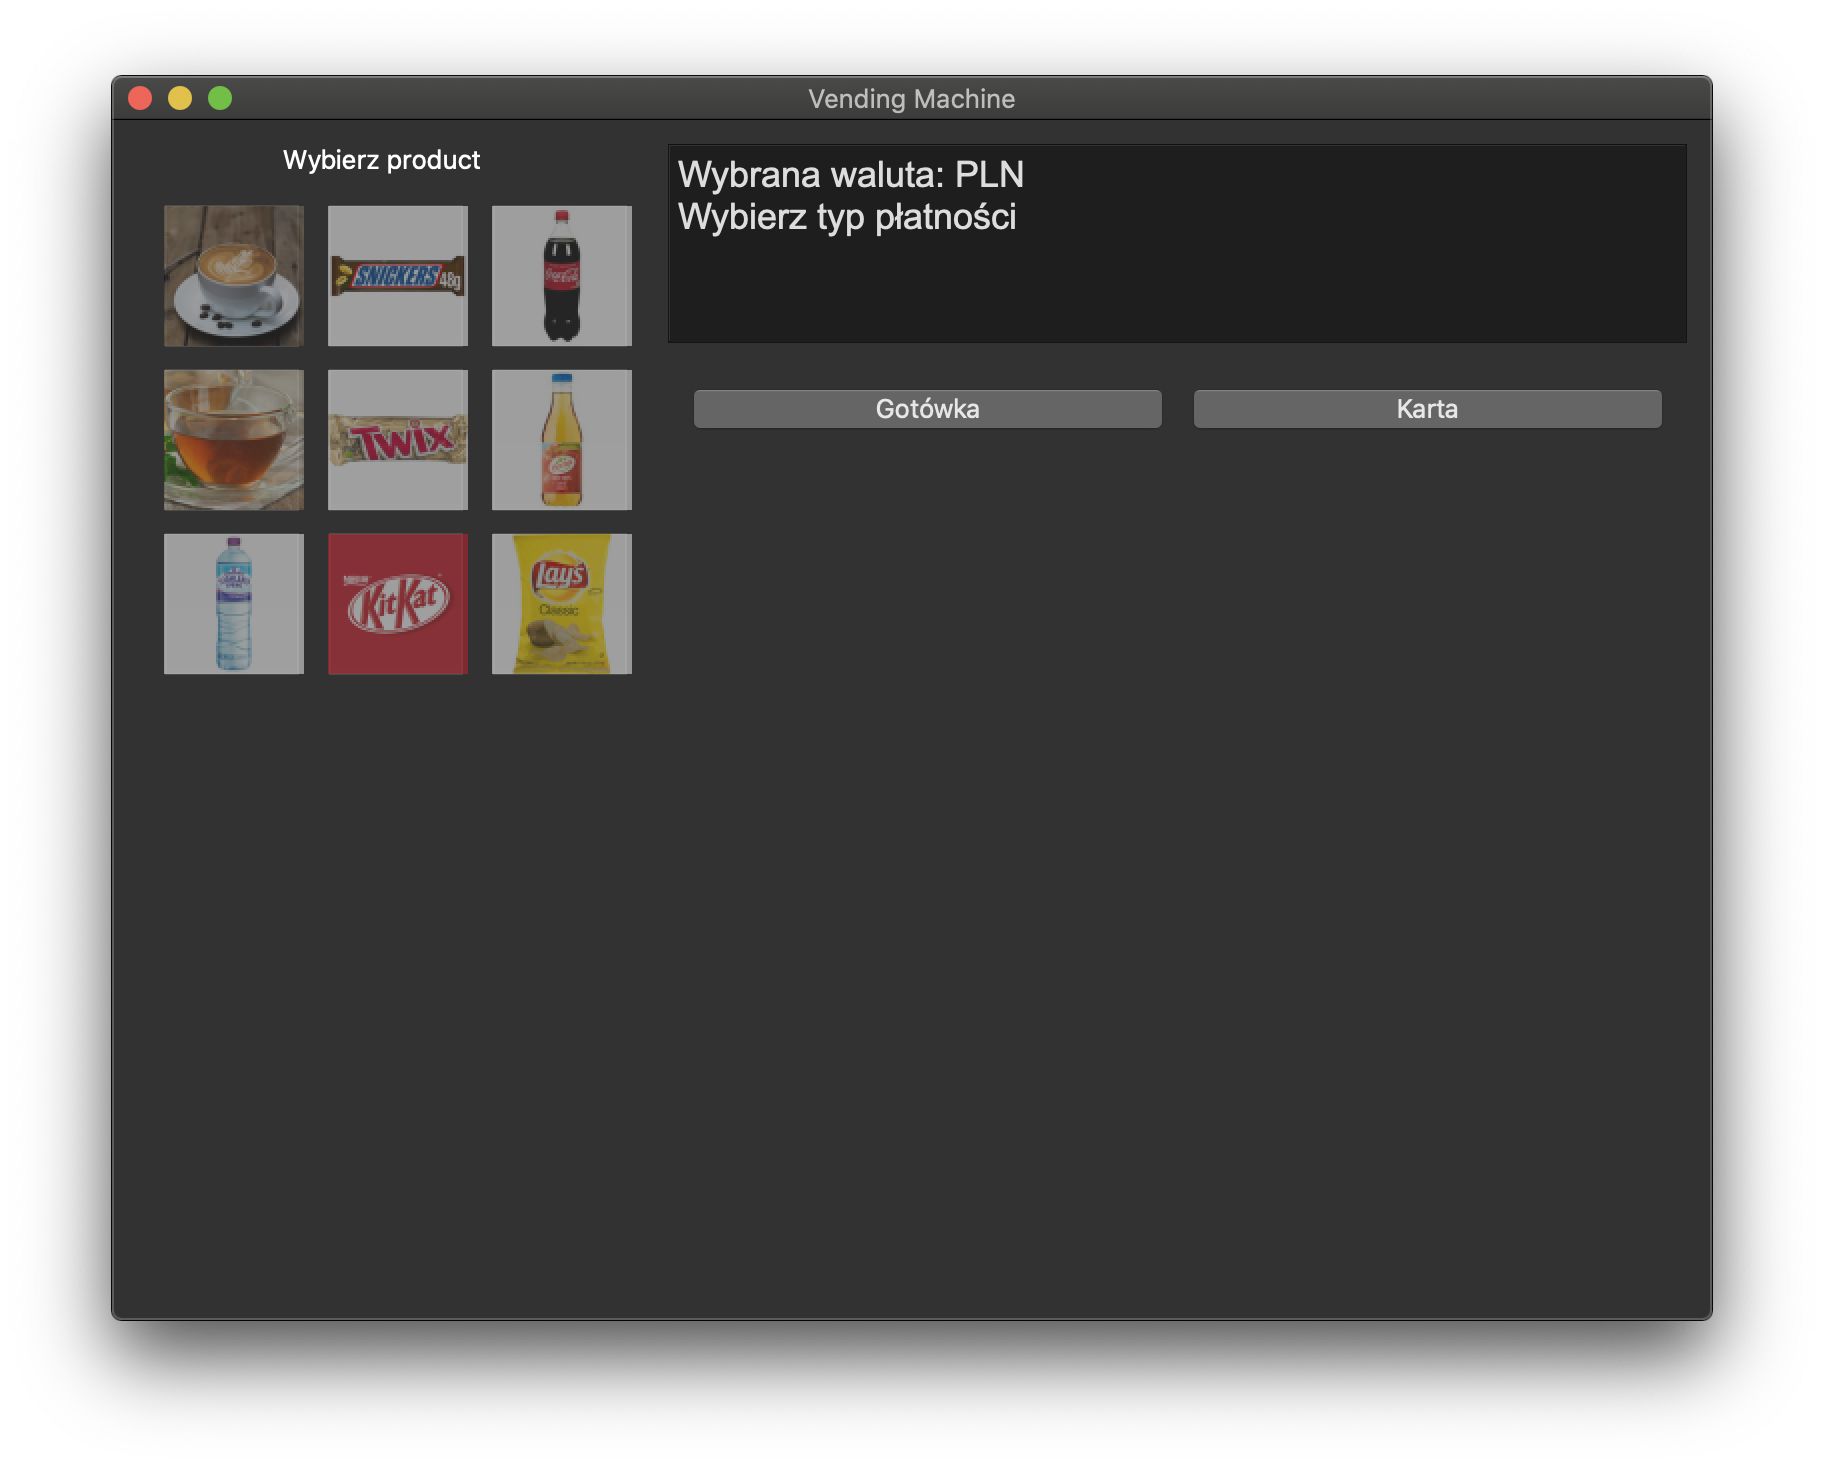 Vending Machine
Wybierz product
Wybrana waluta: PLN
Wybierz typ płatności
SNICKERS 48g
Coca-Cola
Gotówka
Karta
TWIX
KitKat
Lay's
Classic